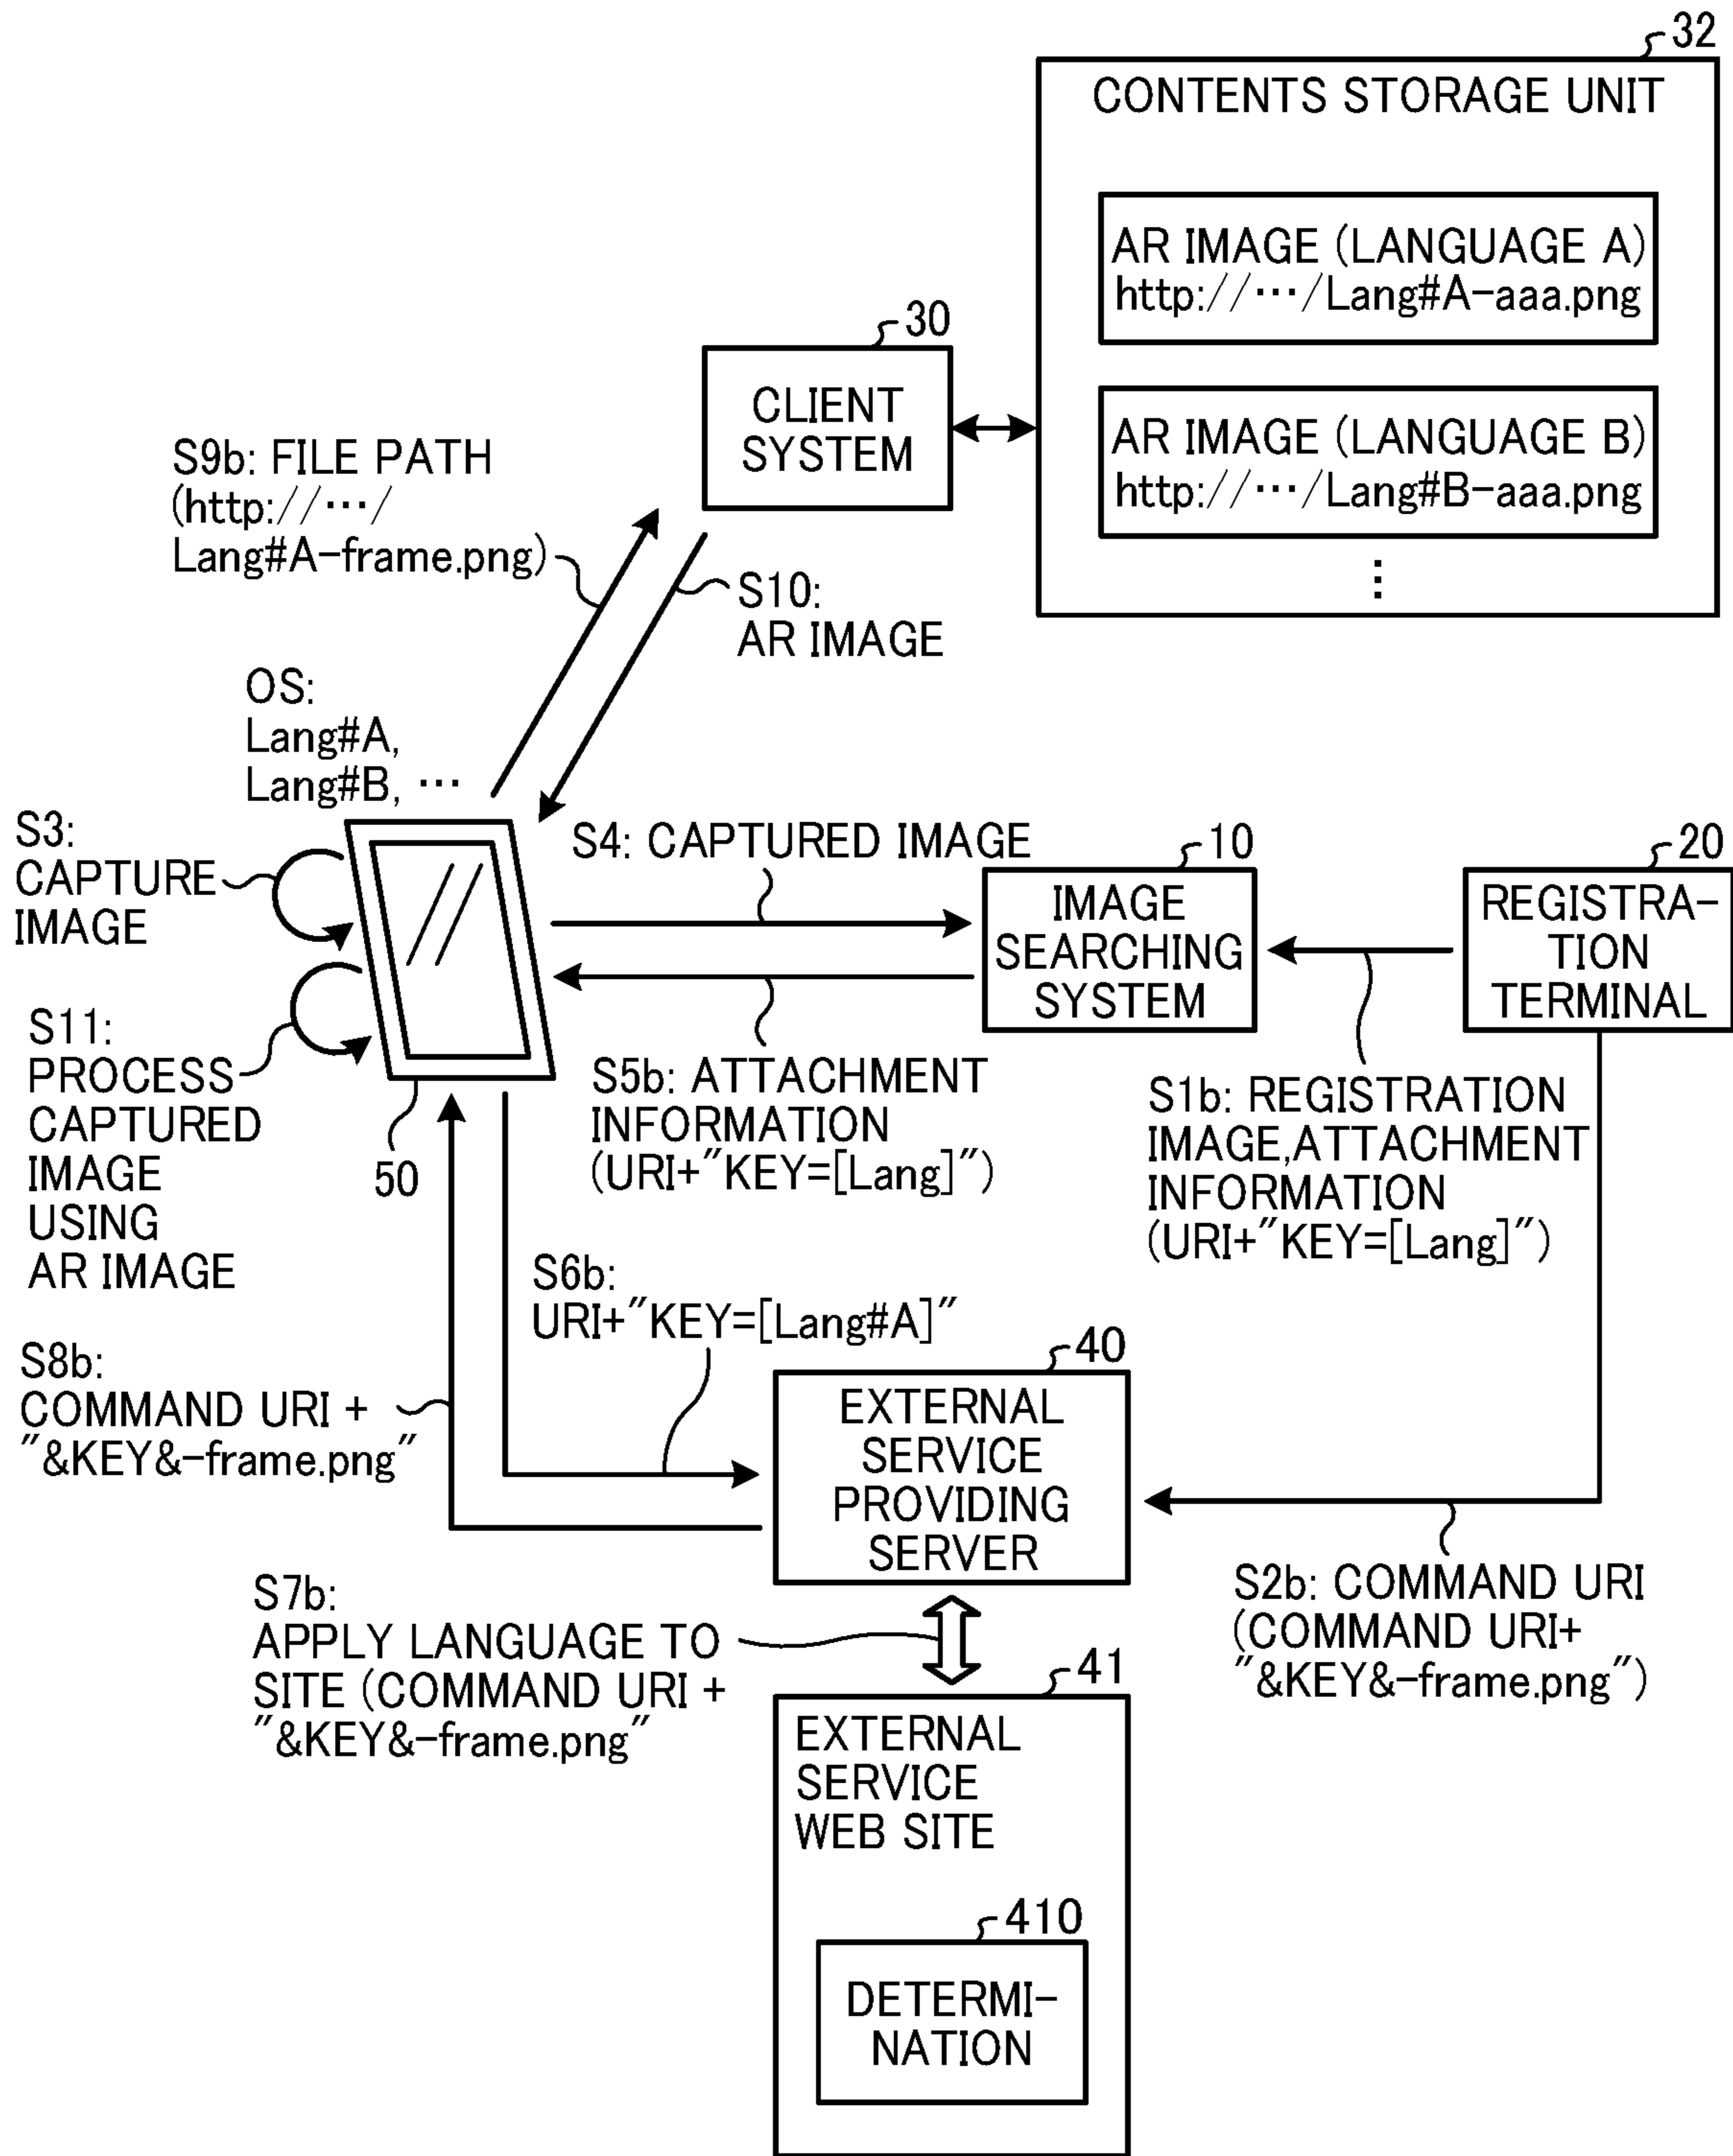 32
CONTENTS STORAGE UNIT
AR IMAGE (LANGUAGE A)
http://…/Lang#A-aaa.png
AR IMAGE (LANGUAGE B)
http://…/Lang#B-aaa.png
⋮
30
CLIENT
SYSTEM
S9b: FILE PATH
(http://…/
Lang#A-frame.png)
S10:
AR IMAGE
OS:
Lang#A,
Lang#B, …
S3:
CAPTURE
IMAGE
S4: CAPTURED IMAGE
10
IMAGE
SEARCHING
SYSTEM
20
REGISTRA-
TION
TERMINAL
S11:
PROCESS
CAPTURED
IMAGE
USING
AR IMAGE
50
S5b: ATTACHMENT
INFORMATION
(URI+"KEY=[Lang]")
S1b: REGISTRATION
IMAGE,ATTACHMENT
INFORMATION
(URI+"KEY=[Lang]")
S6b:
URI+"KEY=[Lang#A]"
S8b:
COMMAND URI +
"&KEY&-frame.png"
40
EXTERNAL
SERVICE
PROVIDING
SERVER
S2b: COMMAND URI
(COMMAND URI+
"&KEY&-frame.png")
S7b:
APPLY LANGUAGE TO
SITE (COMMAND URI +
"&KEY&-frame.png"
41
EXTERNAL
SERVICE
WEB SITE
410
DETERMI-
NATION